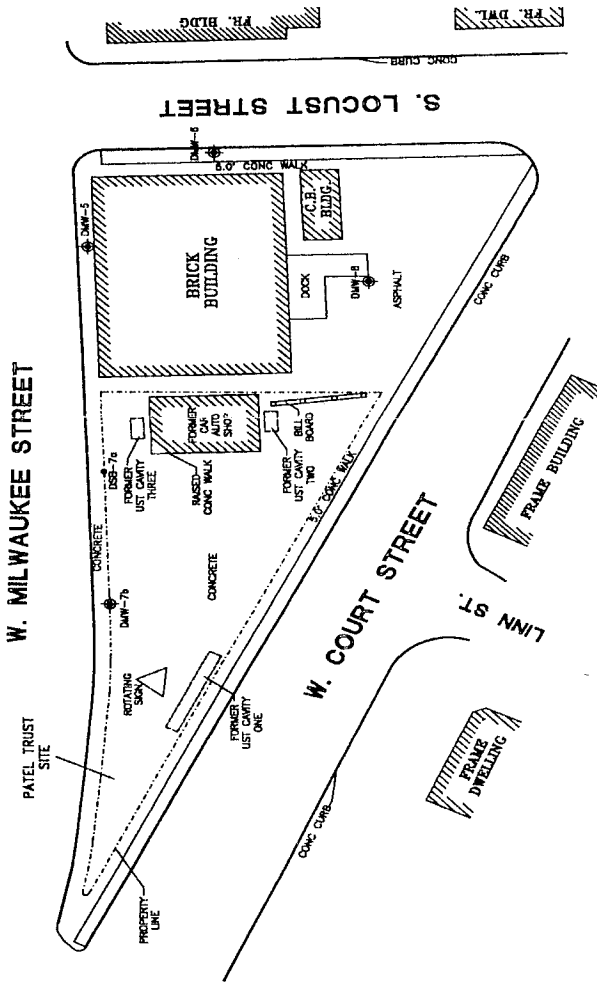 FR. BLDG
FR. DWL.
CONC CURB
S. LOCUST STREET
DMW-6
5.0' CONC WALK
DMW-5
C.B.
BLDG.
BRICK
BUILDING
DOCK
DMW-8
ASPHALT
CONC CURB
W. MILWAUKEE STREET
FORMER
CAR
AUTO
SHOP
BILL
BOARD
DSB-7a
FORMER
UST CAVITY
THREE
RAISED
CONC WALK
FORMER
UST CAVITY
TWO
5.0' CONC WALK
CONCRETE
CONCRETE
DMW-7b
FRAME BUILDING
W. COURT STREET
LINN ST.
ROTATING
SIGN
FORMER
UST CAVITY
ONE
PATEL TRUST
SITE
FRAME
DWELLING
CONC CURB
PROPERTY
LINE